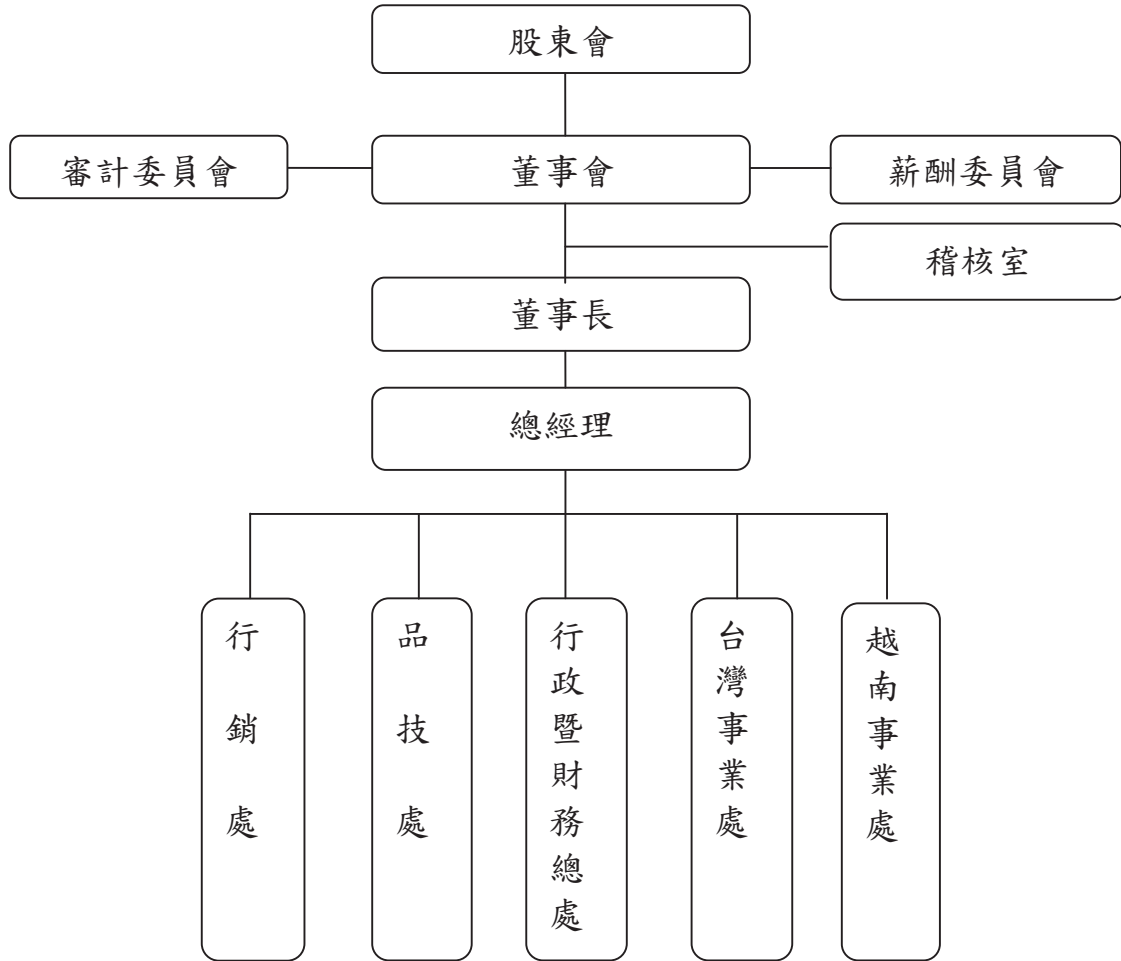 股東會
審計委員會
董事會
薪酬委員會
稽核室
董事長
總經理
行銷處
品技處
行政暨財務總處
台灣事業處
越南事業處